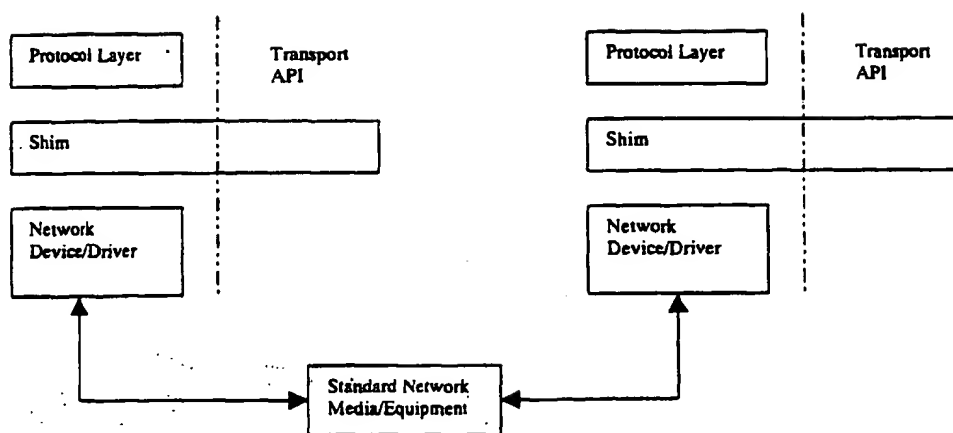 Protocol Layer
Transport
API
Shim
Network
Device/Driver
Protocol Layer
Transport
API
Shim
Network
Device/Driver
Standard Network
Media/Equipment